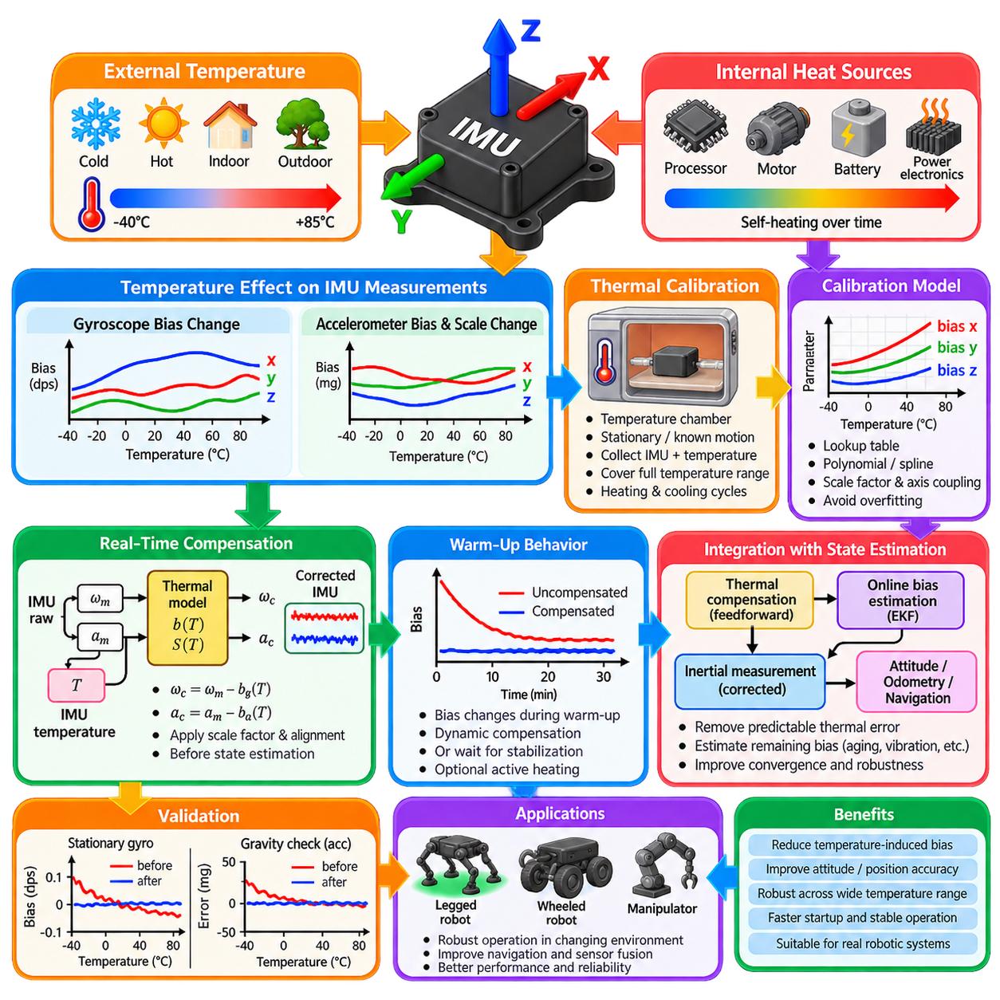 Z
X
IMU
Y
External Temperature
Cold
Hot
Indoor
Outdoor
-40°C
+85°C
Internal Heat Sources
Processor
Motor
Battery
Power
electronics
Self-heating over time
Temperature Effect on IMU Measurements
Gyroscope Bias Change
Bias
(dps)
x
y
z
-40 -20 0 20 40 60 80
Temperature (°C)
Accelerometer Bias & Scale Change
Bias
(mg)
x
y
z
-40 -20 0 20 40 60 80
Temperature (°C)
Thermal Calibration
• Temperature chamber
• Stationary / known motion
• Collect IMU + temperature
• Cover full temperature range
• Heating & cooling cycles
Calibration Model
Parnamatter
bias x
bias y
bias z
-40 0 40 80
Temperature (°C)
• Lookup table
• Polynomial / spline
• Scale factor & axis coupling
• Avoid overfitting
Real-Time Compensation
IMU
raw
ω_m
a_m
T
IMU
temperature
Thermal
model
b(T)
S(T)
ω_c
a_c
Corrected
IMU
• ω_c = ω_m – b_g(T)
• a_c = a_m – b_a(T)
• Apply scale factor & alignment
• Before state estimation
Warm-Up Behavior
Bias
Uncompensated
Compensated
0 10 20 30
Time (min)
• Bias changes during warm-up
• Dynamic compensation
• Or wait for stabilization
• Optional active heating
Integration with State Estimation
Thermal
compensation
(feedforward)
Online bias
estimation
(EKF)
Inertial measurement
(corrected)
Attitude /
Odometry /
Navigation
• Remove predictable thermal error
• Estimate remaining bias (aging, vibration, etc.)
• Improve convergence and robustness
Validation
Stationary gyro
Bias (dps)
0.1
0
-0.1
before
after
-40 0 40 80
Temperature (°C)
Gravity check (acc)
Error (mg)
50
0
-50
before
after
-40 0 40 80
Temperature (°C)
Applications
Legged
robot
Wheeled
robot
Manipulator
• Robust operation in changing environment
• Improve navigation and sensor fusion
• Better performance and reliability
Benefits
Reduce temperature-induced bias
Improve attitude / position accuracy
Robust across wide temperature range
Faster startup and stable operation
Suitable for real robotic systems